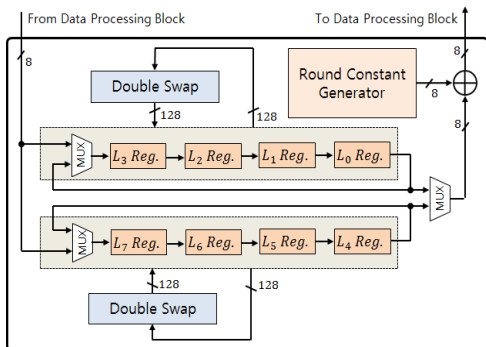 From Data Processing Block
To Data Processing Block
8
8
Double Swap
Round Constant
Generator
8
128
128
8
MUX
L3 Reg.
L2 Reg.
L1 Reg.
L0 Reg.
MUX
MUX
L7 Reg.
L6 Reg.
L5 Reg.
L4 Reg.
128
128
Double Swap